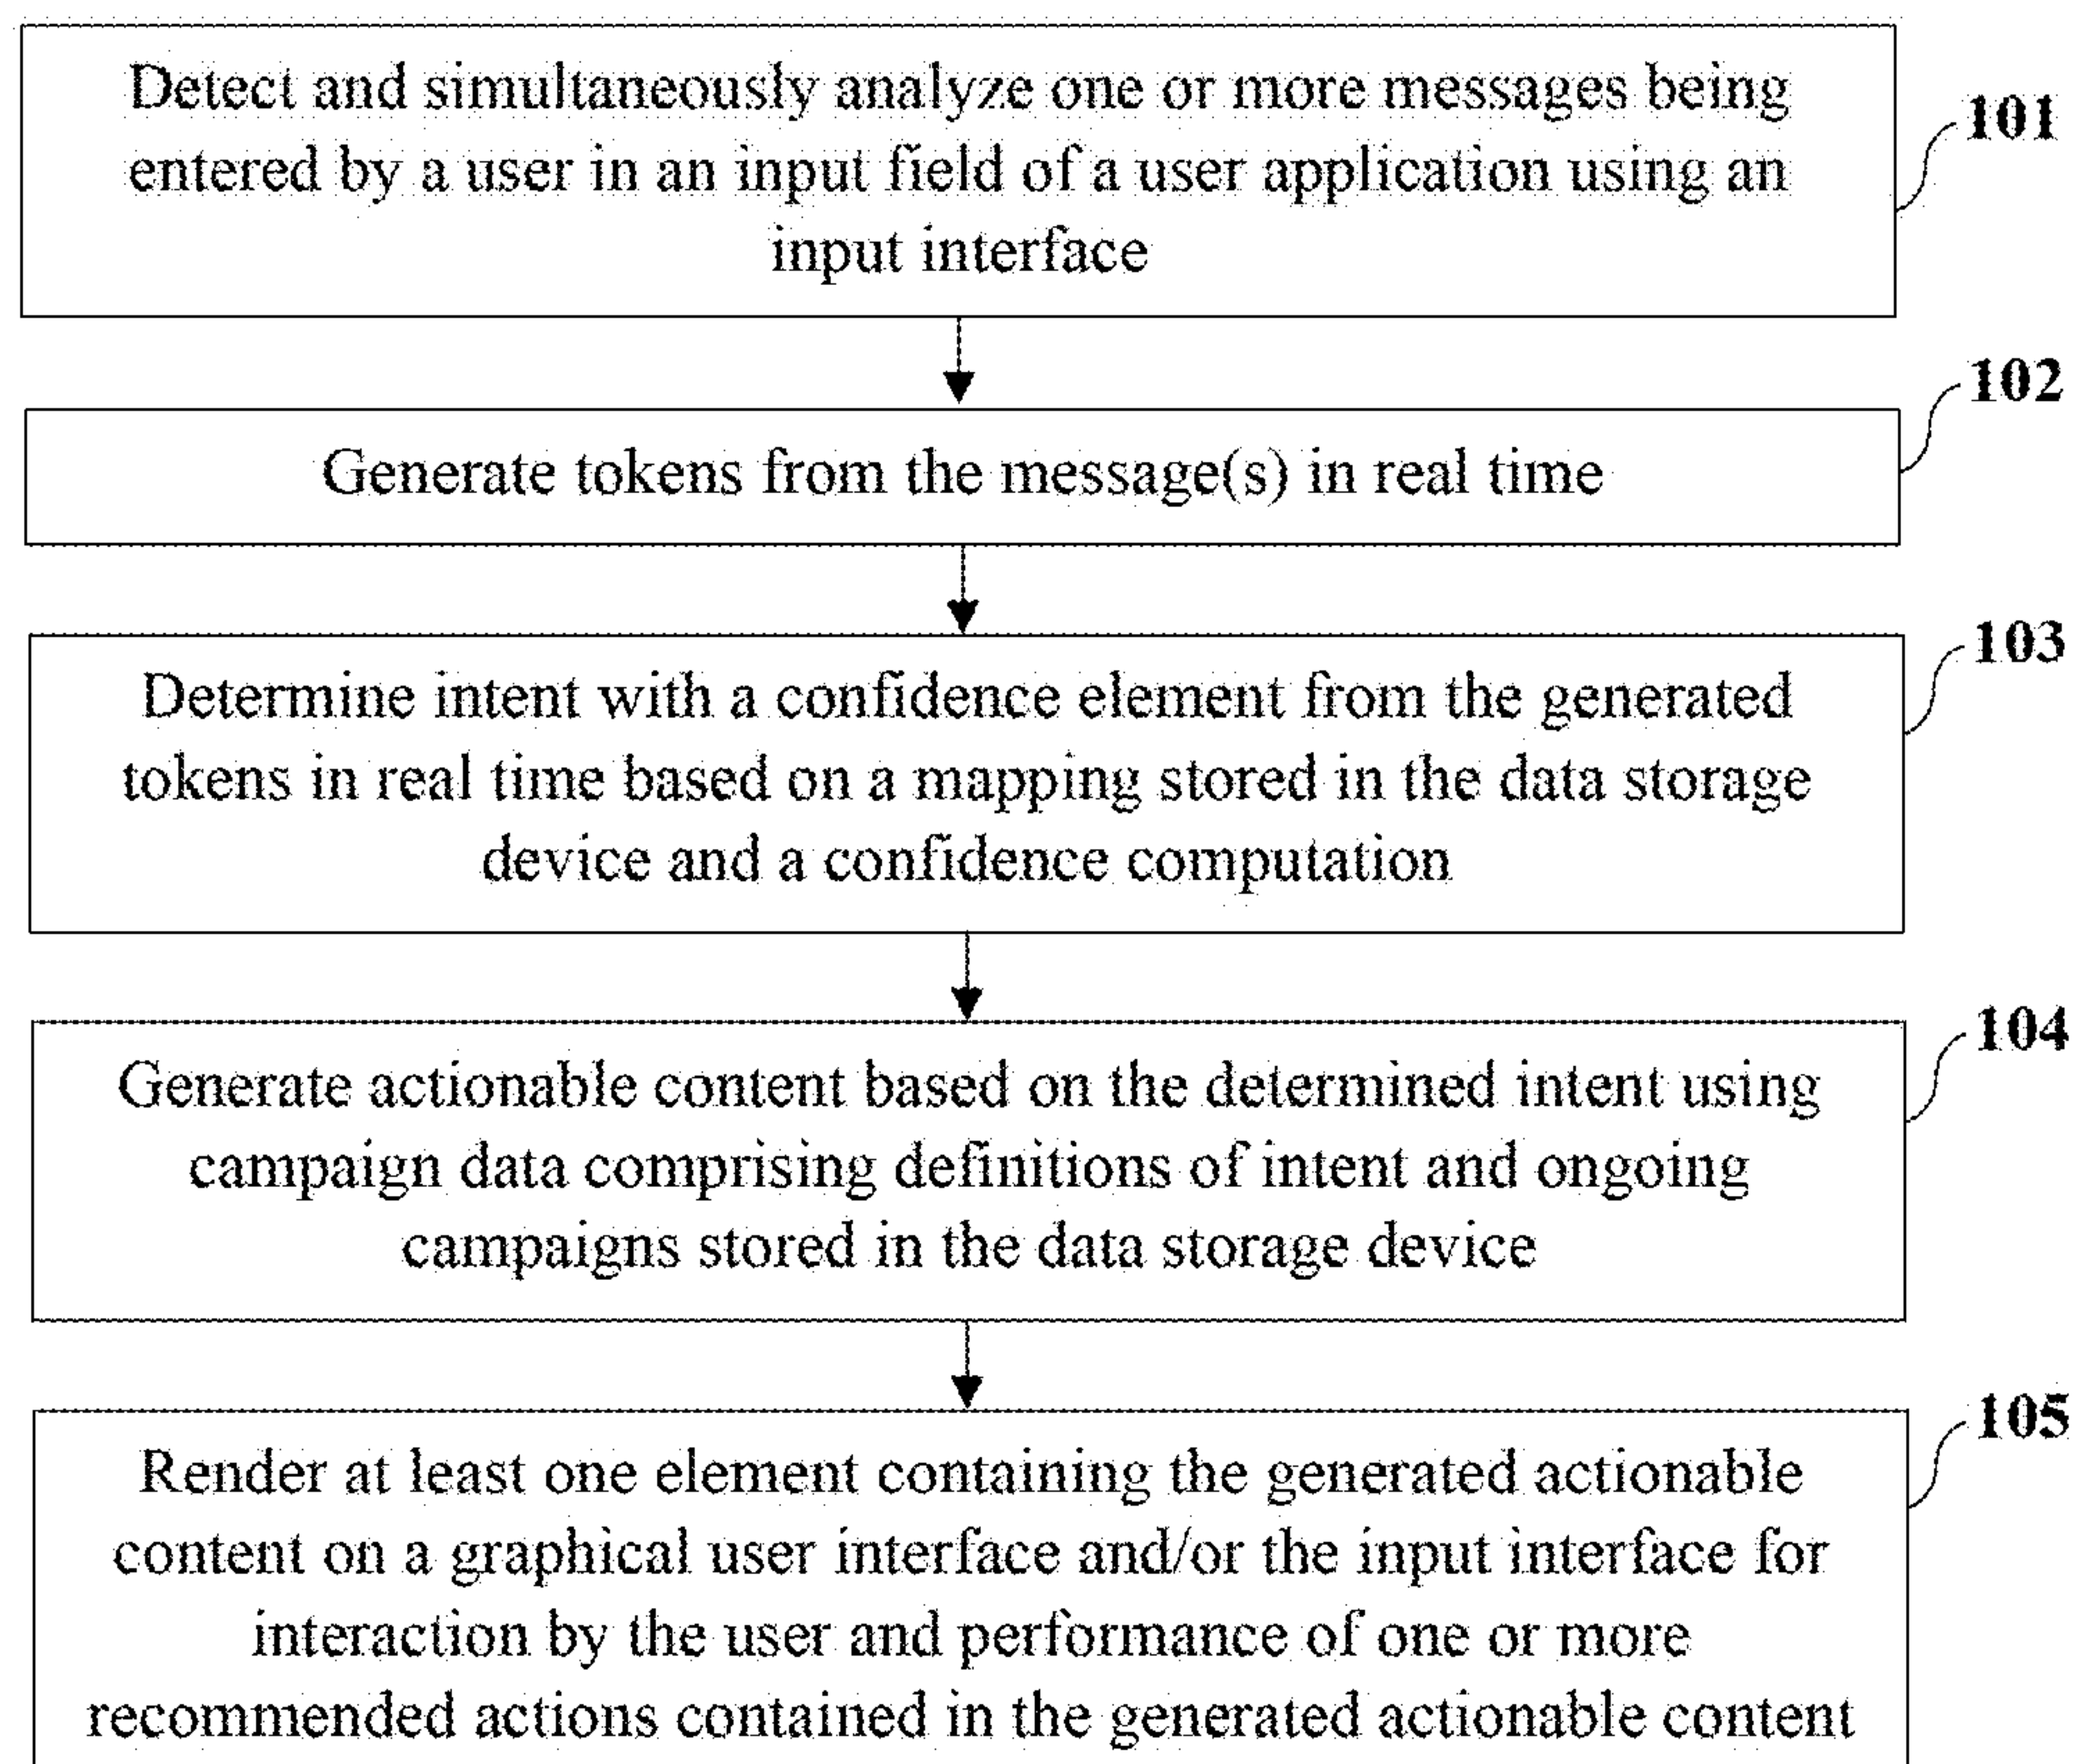 Detect and simultaneously analyze one or more messages being
entered by a user in an input field of a user application using an
input interface
101
Generate tokens from the message(s) in real time
102
Determine intent with a confidence element from the generated
tokens in real time based on a mapping stored in the data storage
device and a confidence computation
103
Generate actionable content based on the determined intent using
campaign data comprising definitions of intent and ongoing
campaigns stored in the data storage device
104
Render at least one element containing the generated actionable
content on a graphical user interface and/or the input interface for
interaction by the user and performance of one or more
recommended actions contained in the generated actionable content
105